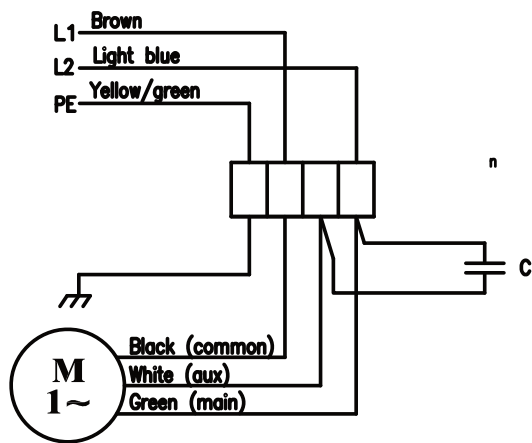 L1 Brown
L2 Light blue
PE Yellow/green
n
C
Black (common)
White (aux)
Green (main)
M
1~